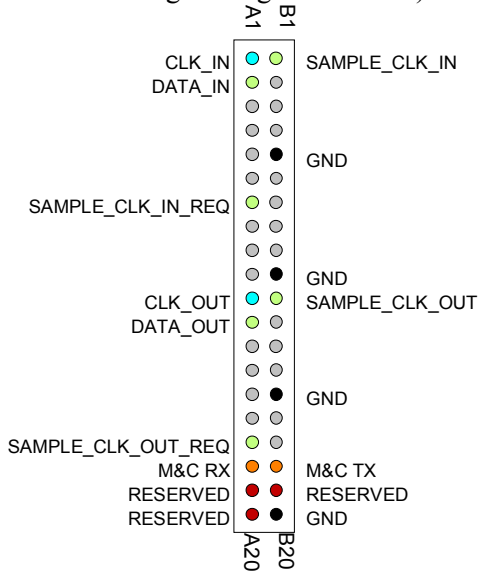 A1 B1
CLK_IN SAMPLE_CLK_IN
DATA_IN
GND
SAMPLE_CLK_IN_REQ
GND
CLK_OUT SAMPLE_CLK_OUT
DATA_OUT
GND
SAMPLE_CLK_OUT_REQ
M&C RX M&C TX
RESERVED RESERVED
RESERVED GND
A20 B20